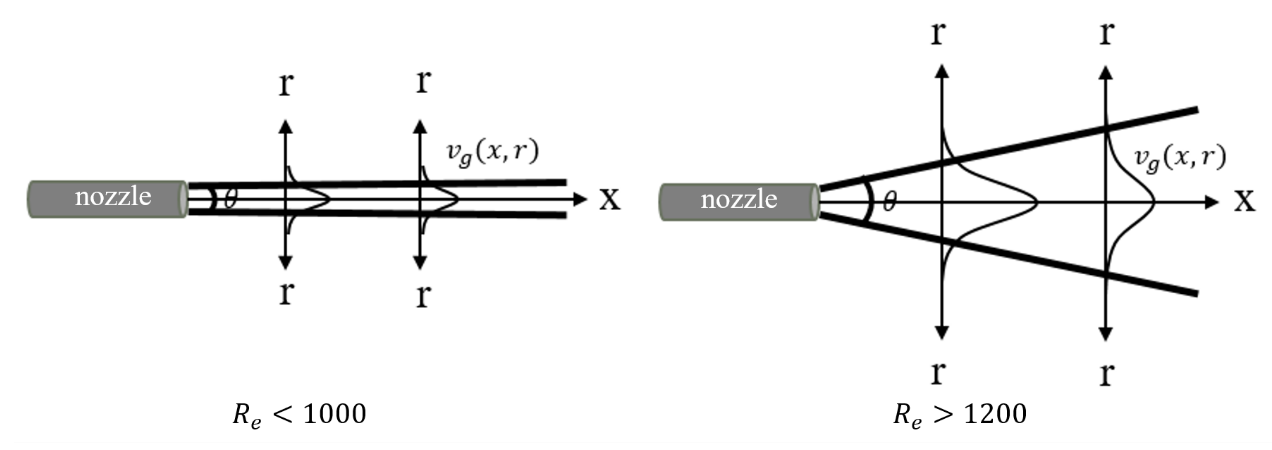 r
r
v_g(x, r)
nozzle
θ
x
r
r
R_e < 1000
r
r
v_g(x, r)
nozzle
θ
x
r
r
R_e > 1200